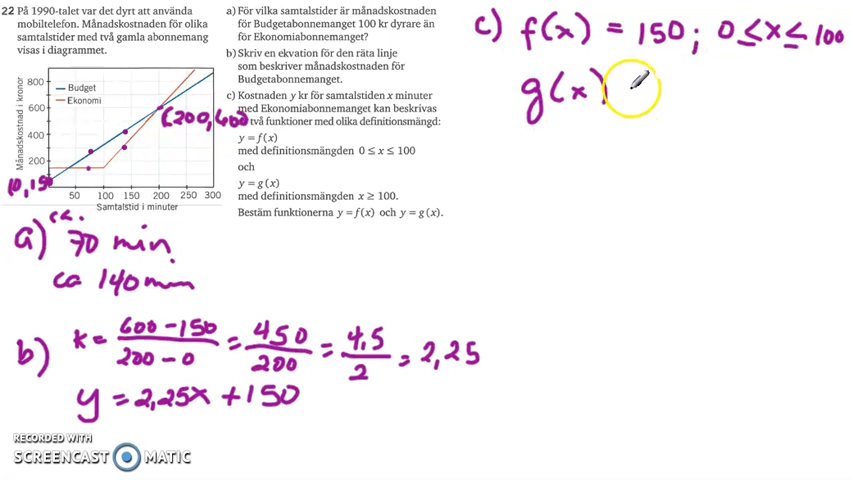 22 På 1990-talet var det dyrt att använda
mobiltelefon. Månadskostnaden för olika
samtalstider med två gamla abonnemang
visas i diagrammet.
Månadskostnad i kronor
800
600
400
200
Budget
Ekonomi
(200,600)
(0,150
50 100 150 200 250 300
Samtalstid i minuter
a) För vilka samtalstider är månadskostnaden
för Budgetabonnemanget 100 kr dyrare än
för Ekonomiabonnemanget?
b) Skriv en ekvation för den räta linje
som beskriver månadskostnaden för
Budgetabonnemanget.
c) Kostnaden y kr för samtalstiden x minuter
med Ekonomiabonnemanget kan beskrivas
av två funktioner med olika definitionsmängd:
y = f(x)
med definitionsmängden 0 ≤ x ≤ 100
och
y = g(x)
med definitionsmängden x ≥ 100.
Bestäm funktionerna y = f(x) och y = g(x).
a) ca. 70 min.
ca 140 min
b) k = (600 - 150)/(200 - 0) = 450/200 = 4,5/2 = 2,25
y = 2,25x + 150
c) f(x) = 150; 0 ≤ x ≤ 100
g(x)
RECORDED WITH
SCREENCAST MATIC